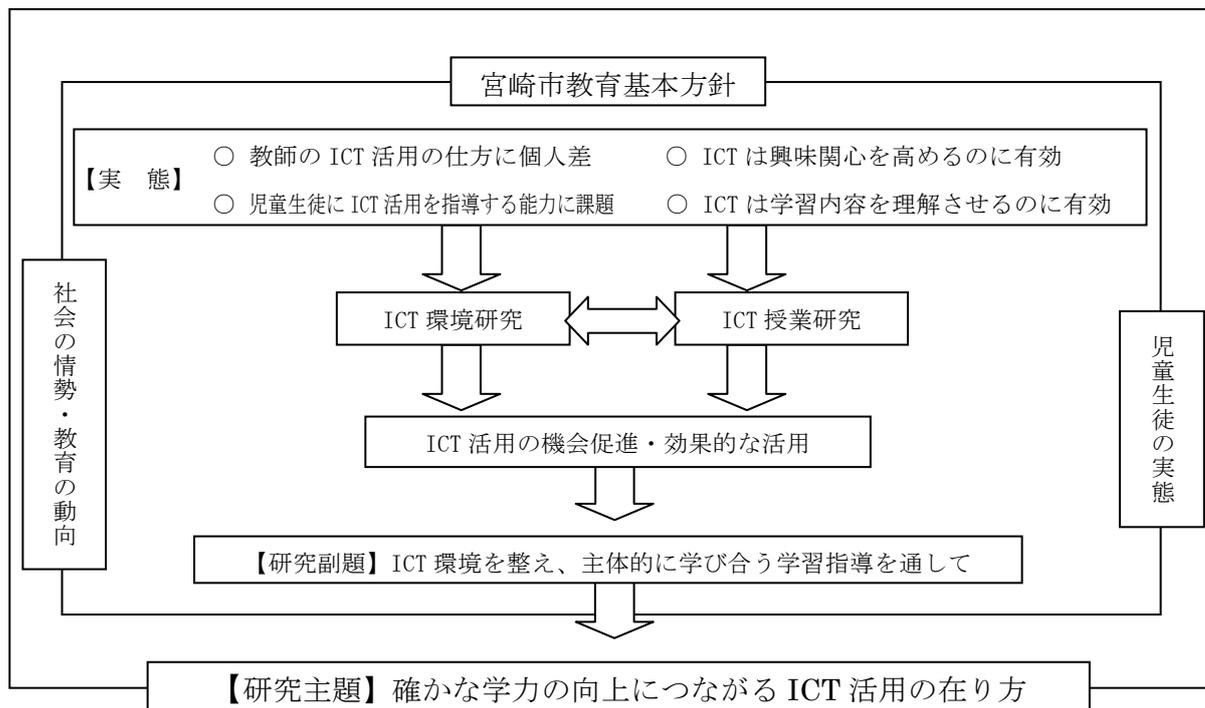 宮崎市教育基本方針
【実　態】
○ 教師の ICT 活用の仕方に個人差
○ ICT は興味関心を高めるのに有効
○ 児童生徒に ICT 活用を指導する能力に課題
○ ICT は学習内容を理解させるのに有効
社会の情勢・教育の動向
ICT 環境研究
ICT 授業研究
児童生徒の実態
ICT 活用の機会促進・効果的な活用
【研究副題】ICT 環境を整え、主体的に学び合う学習指導を通して
【研究主題】確かな学力の向上につながる ICT 活用の在り方